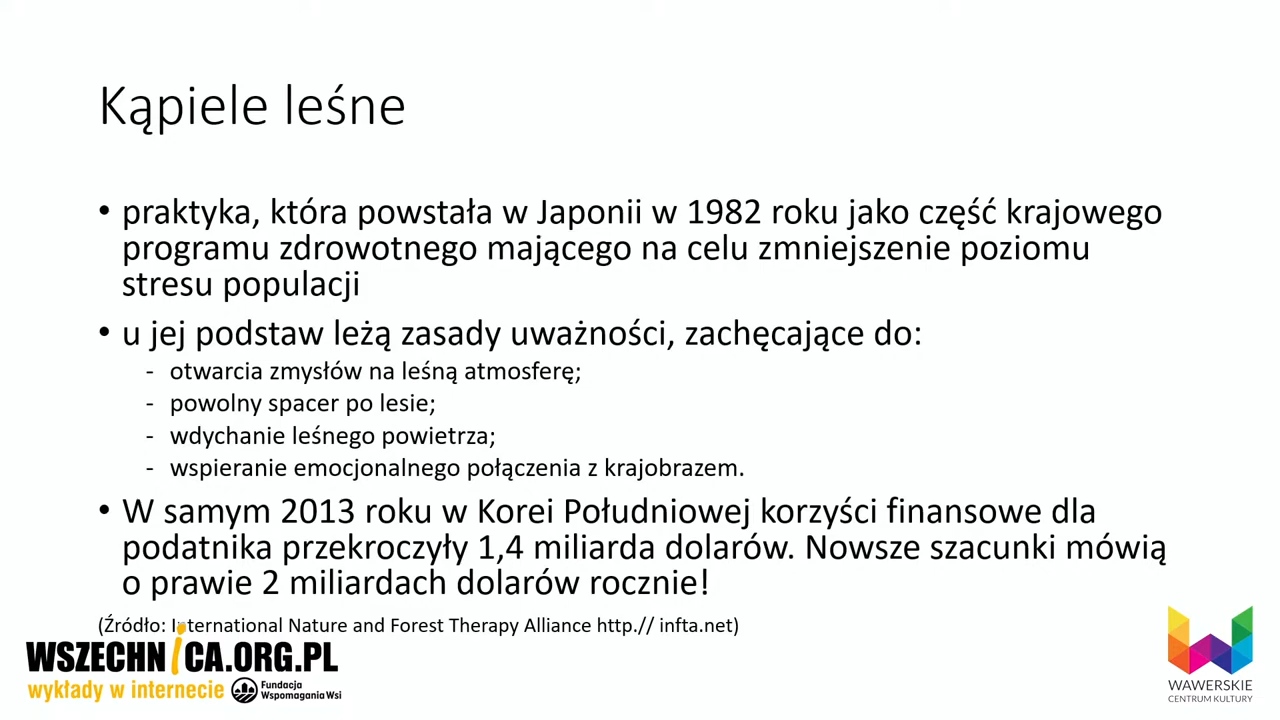 Kąpiele leśne
• praktyka, która powstała w Japonii w 1982 roku jako część krajowego
programu zdrowotnego mającego na celu zmniejszenie poziomu
stresu populacji
• u jej podstaw leżą zasady uważności, zachęcające do:
- otwarcia zmysłów na leśną atmosferę;
- powolny spacer po lesie;
- wdychanie leśnego powietrza;
- wspieranie emocjonalnego połączenia z krajobrazem.
• W samym 2013 roku w Korei Południowej korzyści finansowe dla
podatnika przekroczyły 1,4 miliarda dolarów. Nowsze szacunki mówią
o prawie 2 miliardach dolarów rocznie!
(Źródło: International Nature and Forest Therapy Alliance http.// infta.net)
WSZECHNICA.ORG.PL
wykłady w internecie
Fundacja
Wspomagania Wsi
WAWERSKIE
CENTRUM KULTURY